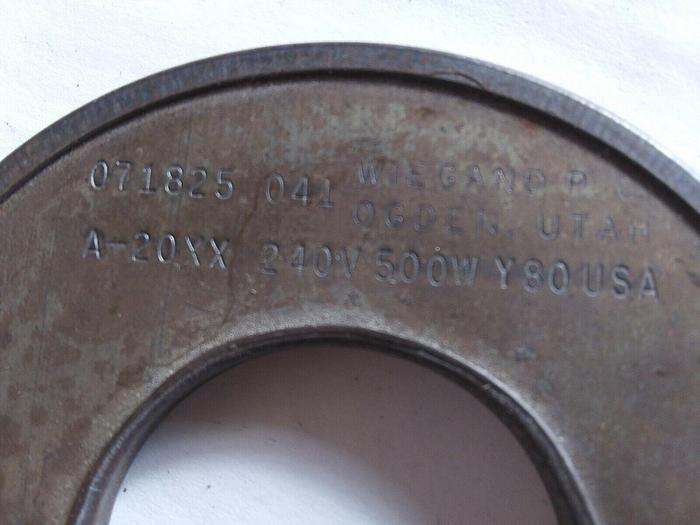 071825 041 WIEGAND P. C.
OGDEN, UTAH
A-20XX 240V 500W Y80 USA